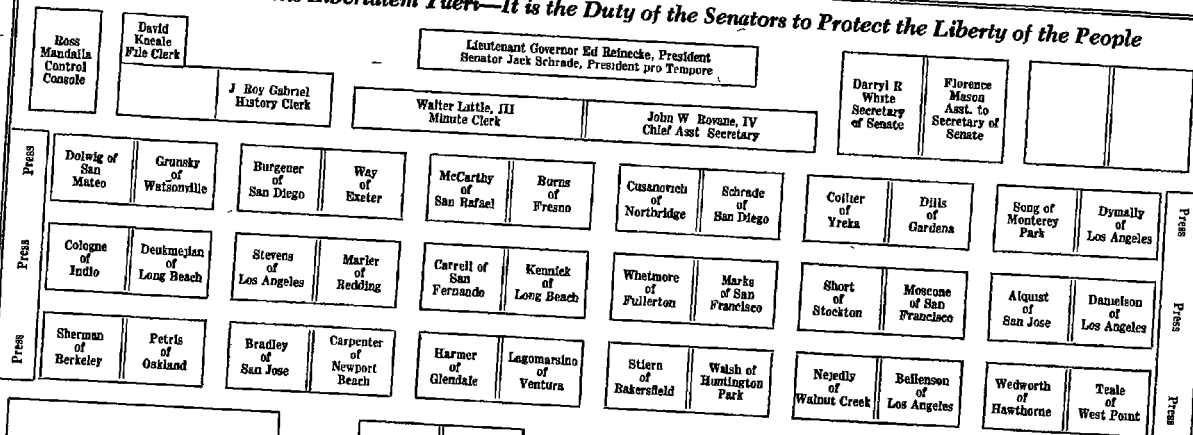 Tueri—It is the Duty of the Senators to Protect the Liberty of the People
Ross
Mandalla
Control
Console
David
Kneale
File Clerk
J Roy Gabriel
History Clerk
Lieutenant Governor Ed Reinecke, President
Senator Jack Schrade, President pro Tempore
Walter Little, III
Minute Clerk
John W Rovane, IV
Chief Asst Secretary
Darryl R
White
Secretary
of Senate
Florence
Mason
Asst. to
Secretary of
Senate
Press
Dolwig of
San
Mateo
Grunsky
of
Watsonville
Burgener
of
San Diego
Way
of
Exeter
McCarthy
of
San Rafael
Burns
of
Fresno
Cusanovich
of
Northridge
Schrade
of
San Diego
Collier
of
Yreka
Dills
of
Gardena
Song of
Monterey
Park
Dymally
of
Los Angeles
Press
Press
Cologne
of
Indio
Deukmejian
of
Long Beach
Stevens
of
Los Angeles
Marler
of
Redding
Carrell of
San
Fernando
Kennick
of
Long Beach
Whetmore
of
Fullerton
Marks
of San
Francisco
Short
of
Stockton
Moscone
of San
Francisco
Alquist
of
San Jose
Danielson
of
Los Angeles
Press
Press
Sherman
of
Berkeley
Petris
of
Oakland
Bradley
of
San Jose
Carpenter
of
Newport
Beach
Harmer
of
Glendale
Lagomarsino
of
Ventura
Stiern
of
Bakersfield
Walsh of
Huntington
Park
Nejedly
of
Walnut Creek
Beilenson
of
Los Angeles
Wedworth
of
Hawthorne
Teale
of
West Point
Press